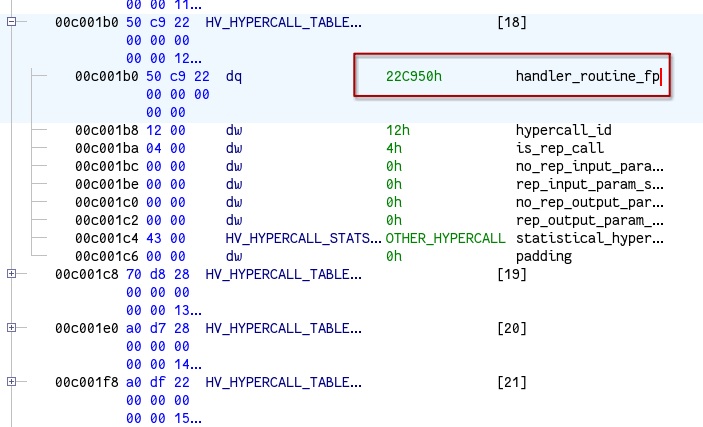 00 00 11...
00c001b0 50 c9 22 HV_HYPERCALL_TABLE... [18]
00 00 00
00 00 12...
00c001b0 50 c9 22 dq 22C950h handler_routine_fp
00 00 00
00 00
00c001b8 12 00 dw 12h hypercall_id
00c001ba 04 00 dw 4h is_rep_call
00c001bc 00 00 dw 0h no_rep_input_para...
00c001be 00 00 dw 0h rep_input_param_s...
00c001c0 00 00 dw 0h no_rep_output_par...
00c001c2 00 00 dw 0h rep_output_param_...
00c001c4 43 00 HV_HYPERCALL_STATS... OTHER_HYPERCALL statistical_hyper...
00c001c6 00 00 dw 0h padding
00c001c8 70 d8 28 HV_HYPERCALL_TABLE... [19]
00 00 00
00 00 13...
00c001e0 a0 d7 28 HV_HYPERCALL_TABLE... [20]
00 00 00
00 00 14...
00c001f8 a0 df 22 HV_HYPERCALL_TABLE... [21]
00 00 00
00 00 15...